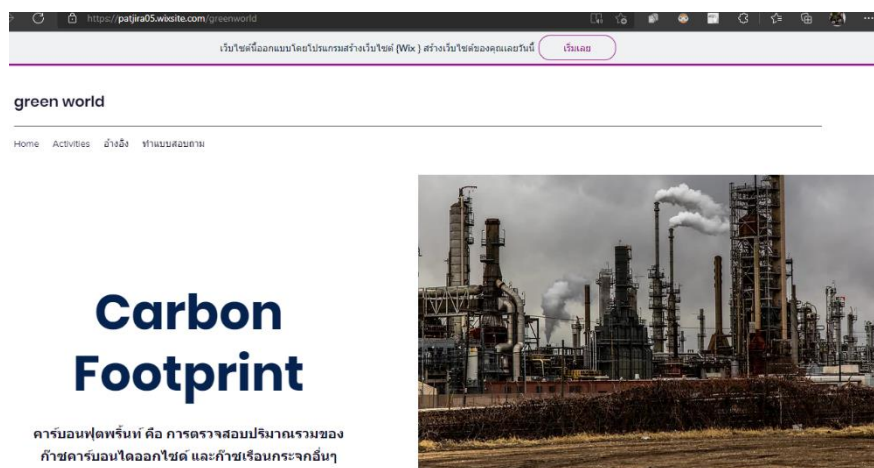 https://patjira05.wixsite.com/greenworld
เว็บไซต์นี้ออกแบบโดยโปรแกรมสร้างเว็บไซต์ (Wix ) สร้างเว็บไซต์ของคุณเลยวันนี้ เริ่มเลย
green world
Home Activities อ้างอิง ทำแบบสอบถาม
Carbon
Footprint
คาร์บอนฟุตพริ้นท์ คือ การตรวจสอบปริมาณรวมของ
ก๊าซคาร์บอนไดออกไซด์ และก๊าซเรือนกระจกอื่นๆ